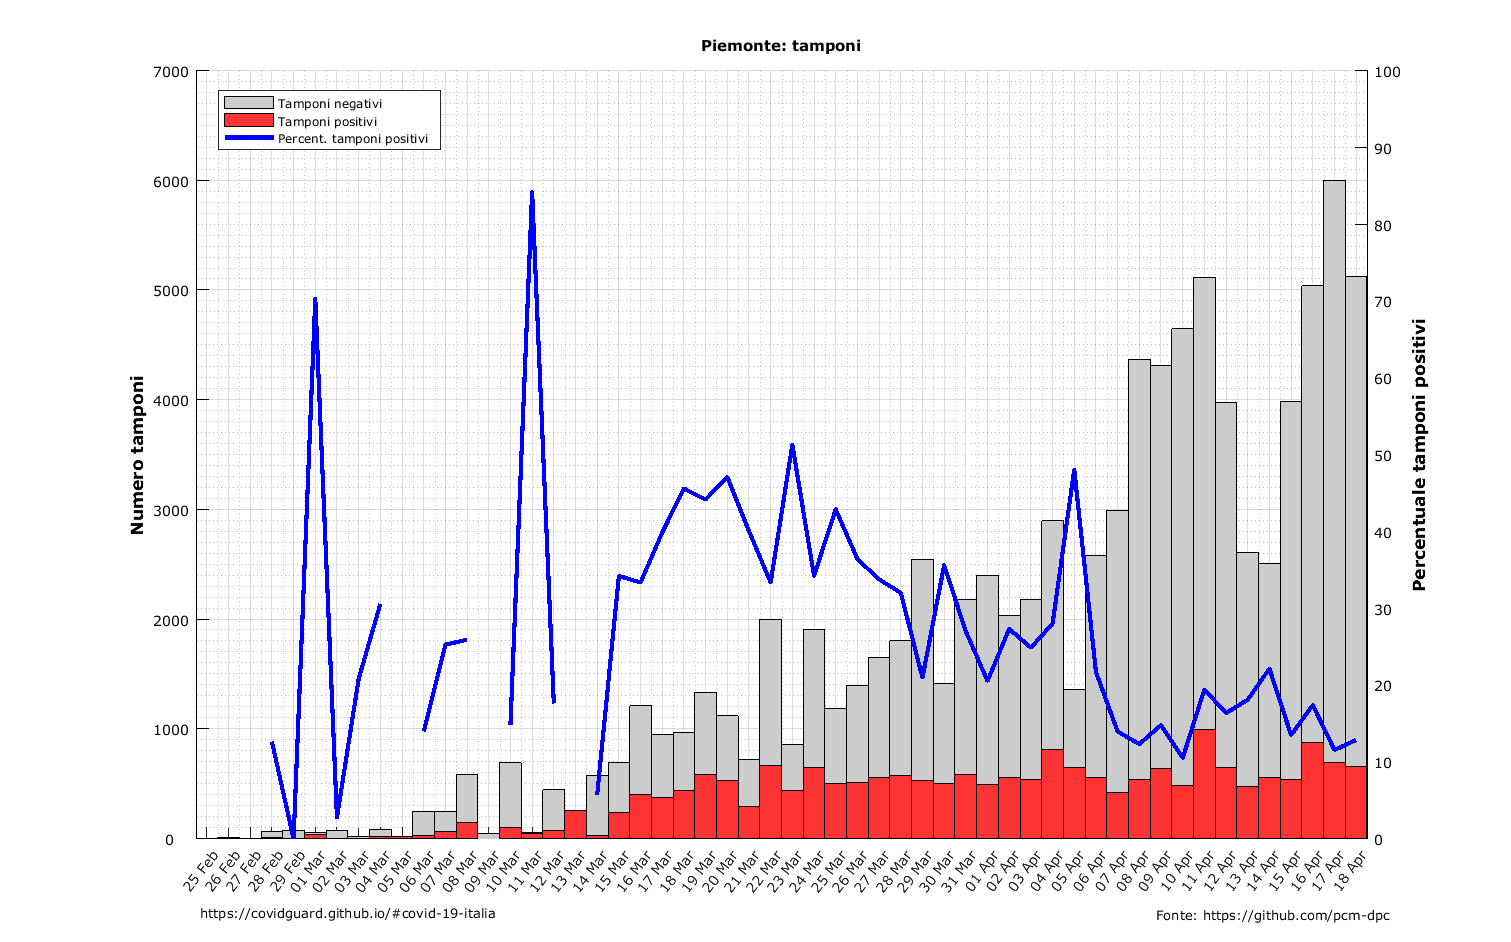 Piemonte: tamponi
7000
6000
5000
4000
3000
2000
1000
0
Numero tamponi
Tamponi negativi
Tamponi positivi
Percent. tamponi positivi
100
90
80
70
60
50
40
30
20
10
0
Percentuale tamponi positivi
25 Feb
26 Feb
27 Feb
28 Feb
29 Feb
01 Mar
02 Mar
03 Mar
04 Mar
05 Mar
06 Mar
07 Mar
08 Mar
09 Mar
10 Mar
11 Mar
12 Mar
13 Mar
14 Mar
15 Mar
16 Mar
17 Mar
18 Mar
19 Mar
20 Mar
21 Mar
22 Mar
23 Mar
24 Mar
25 Mar
26 Mar
27 Mar
28 Mar
29 Mar
30 Mar
31 Mar
01 Apr
02 Apr
03 Apr
04 Apr
05 Apr
06 Apr
07 Apr
08 Apr
09 Apr
10 Apr
11 Apr
12 Apr
13 Apr
14 Apr
15 Apr
16 Apr
17 Apr
18 Apr
https://covidguard.github.io/#covid-19-italia
Fonte: https://github.com/pcm-dpc